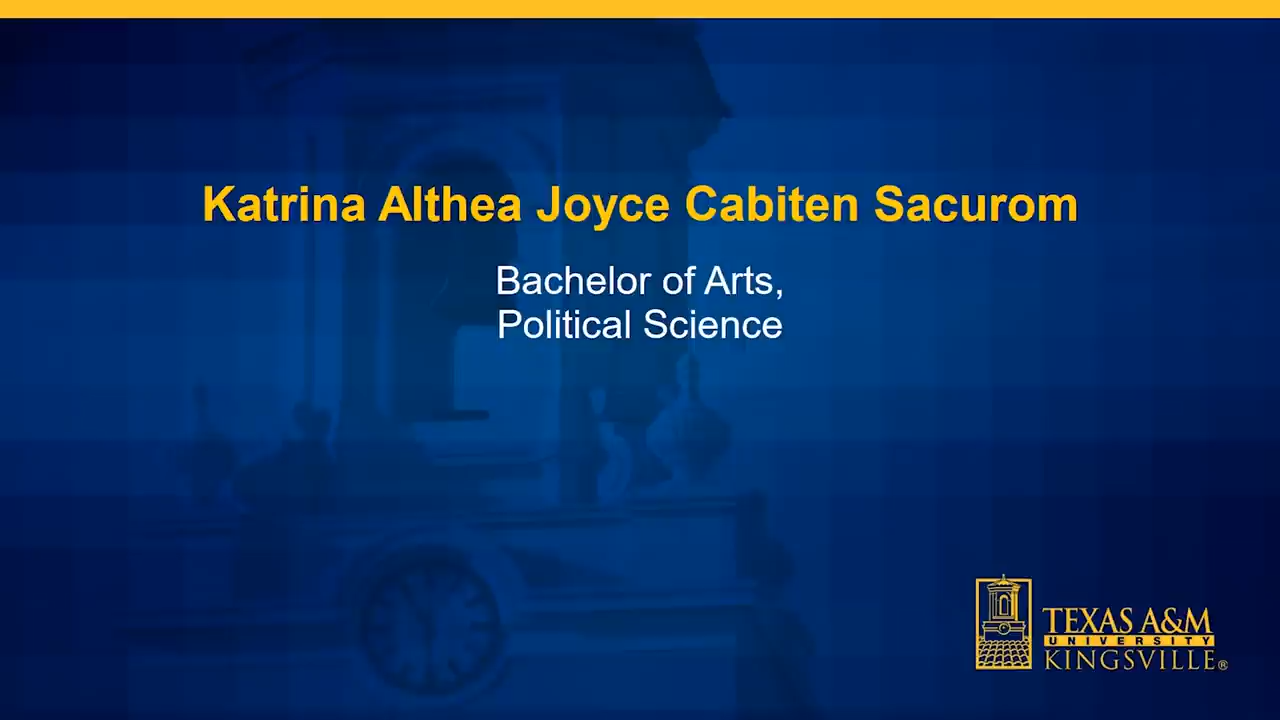 Katrina Althea Joyce Cabiten Sacurom
Bachelor of Arts,
Political Science
TEXAS A&M
UNIVERSITY
KINGSVILLE®